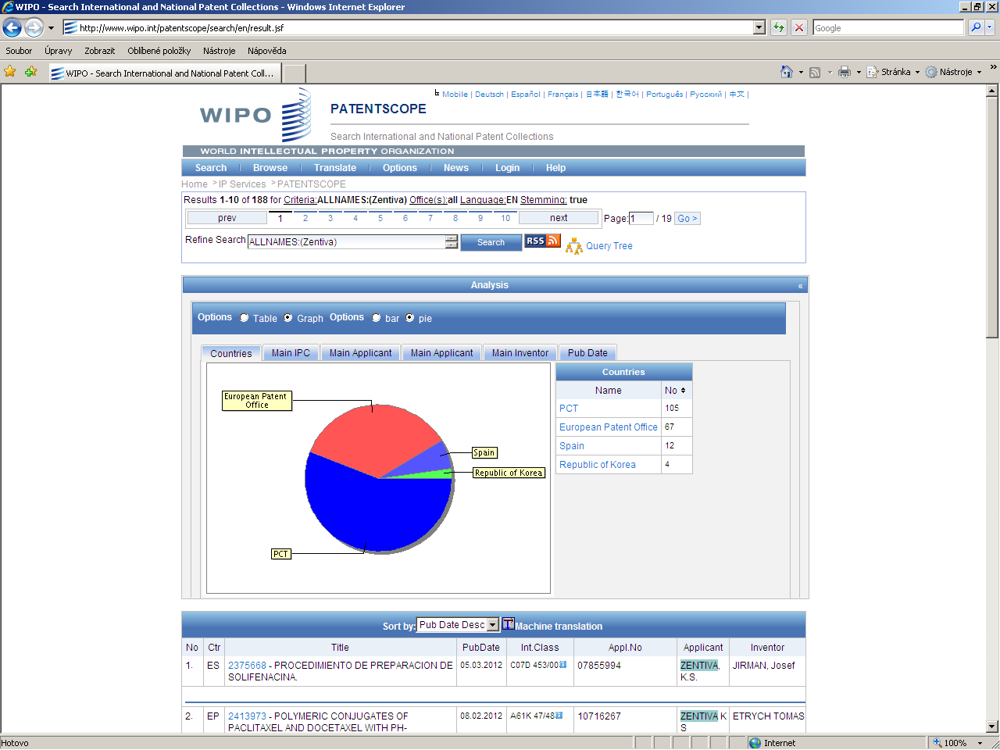 WIPO - Search International and National Patent Collections - Windows Internet Explorer
http://www.wipo.int/patentscope/search/en/result.jsf
Google
Soubor Úpravy Zobrazit Oblíbené položky Nástroje Nápověda
WIPO - Search International and National Patent Coll...
Stránka Nástroje
Mobile | Deutsch | Español | Français | 日本語 | 한국어 | Português | Русский | 中文 |
WIPO
PATENTSCOPE
Search International and National Patent Collections
WORLD INTELLECTUAL PROPERTY ORGANIZATION
Search Browse Translate Options News Login Help
Home > IP Services > PATENTSCOPE
Results 1-10 of 188 for Criteria:ALLNAMES:(Zentiva) Office(s):all Language:EN Stemming: true
prev 1 2 3 4 5 6 7 8 9 10 next Page: 1 / 19 Go >
Refine Search ALLNAMES:(Zentiva) Search RSS Query Tree
Analysis «
Options Table Graph Options bar pie
Countries Main IPC Main Applicant Main Applicant Main Inventor Pub Date
European Patent
Office
Spain
Republic of Korea
PCT
Countries
Name No
PCT 105
European Patent Office 67
Spain 12
Republic of Korea 4
Sort by: Pub Date Desc Machine translation
No Ctr Title PubDate Int.Class Appl.No Applicant Inventor
1. ES 2375668 - PROCEDIMIENTO DE PREPARACION DE 05.03.2012 C07D 453/00 07855994 ZENTIVA, JIRMAN, Josef
SOLIFENACINA. K.S.
2. EP 2413973 - POLYMERIC CONJUGATES OF 08.02.2012 A61K 47/48 10716267 ZENTIVA K ETRYCH TOMAS
PACLITAXEL AND DOCETAXEL WITH PH- S
Hotovo Internet 100%